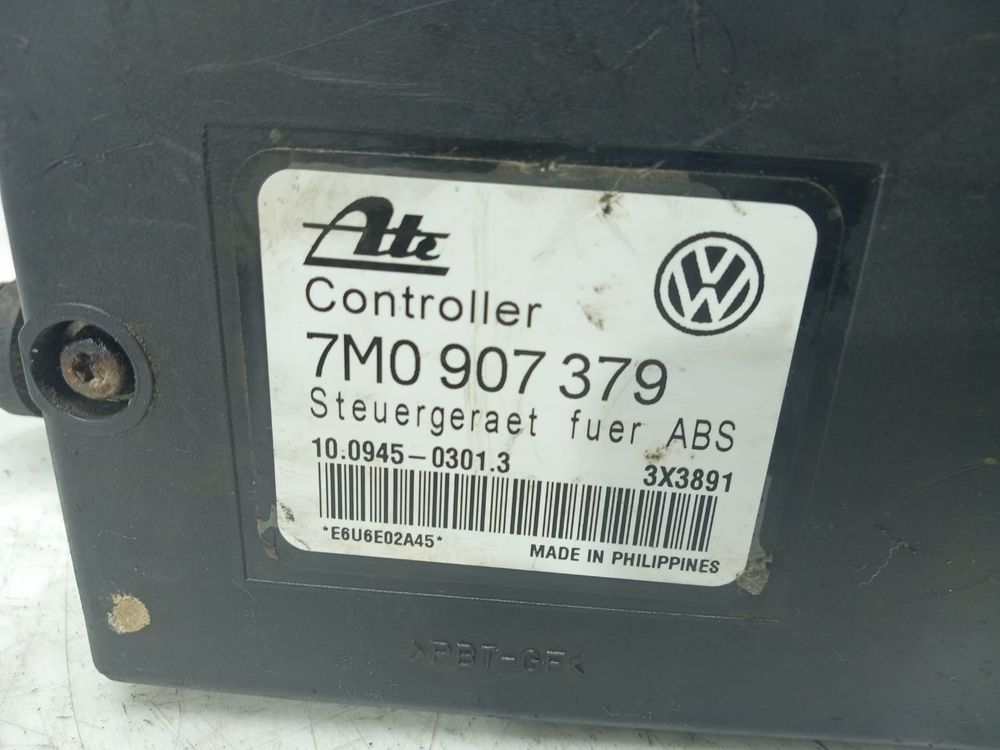 Ate
Controller
7M0 907 379
Steuergeraet fuer ABS
10.0945-0301.3 3X3891
*E6U6E02A45*
MADE IN PHILIPPINES
>PBT-GF<